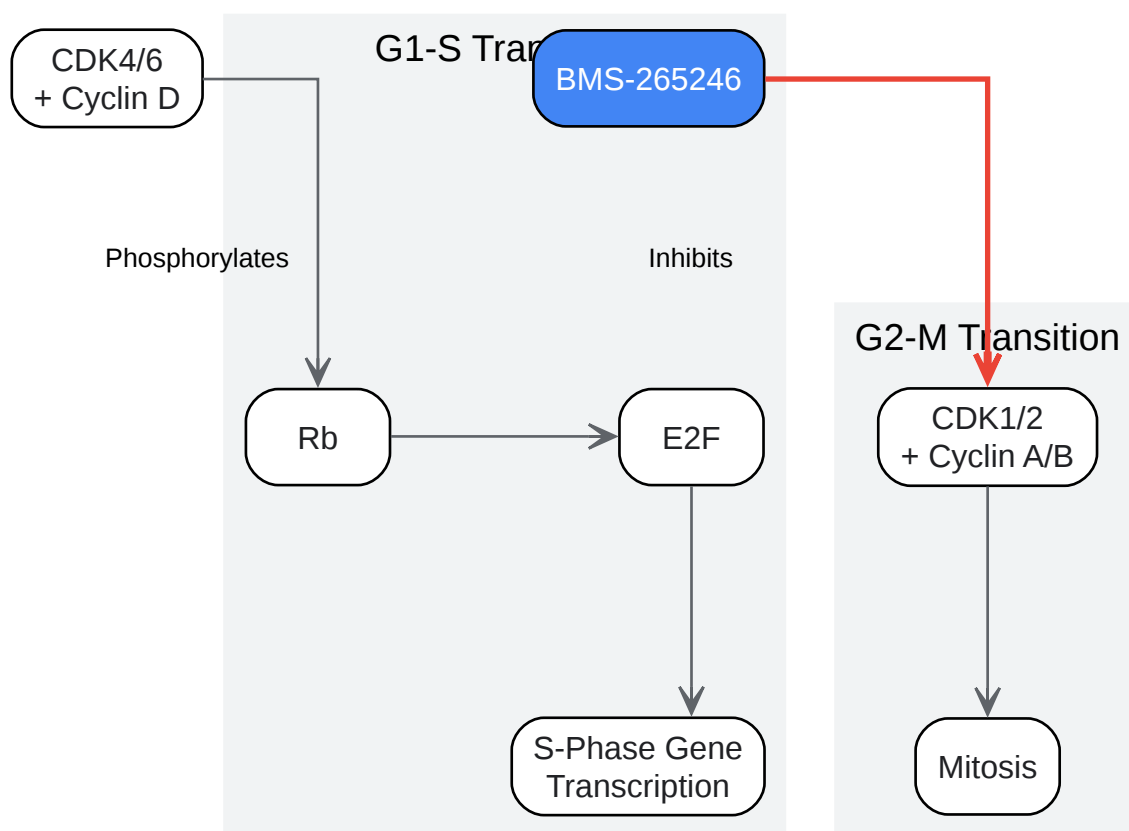 CDK4/6
+ Cyclin D
G1-S Tran
BMS-265246
Phosphorylates
Inhibits
G2-M Transition
Rb
E2F
CDK1/2
+ Cyclin A/B
S-Phase Gene
Transcription
Mitosis